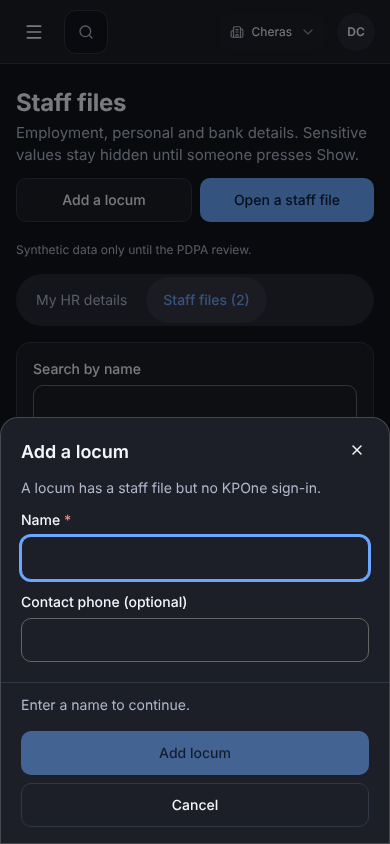 Cheras
DC
Staff files
Employment, personal and bank details. Sensitive
values stay hidden until someone presses Show.
Add a locum
Open a staff file
Synthetic data only until the PDPA review.
My HR details
Staff files (2)
Search by name
Add a locum
A locum has a staff file but no KPOne sign-in.
Name *
Contact phone (optional)
Enter a name to continue.
Add locum
Cancel